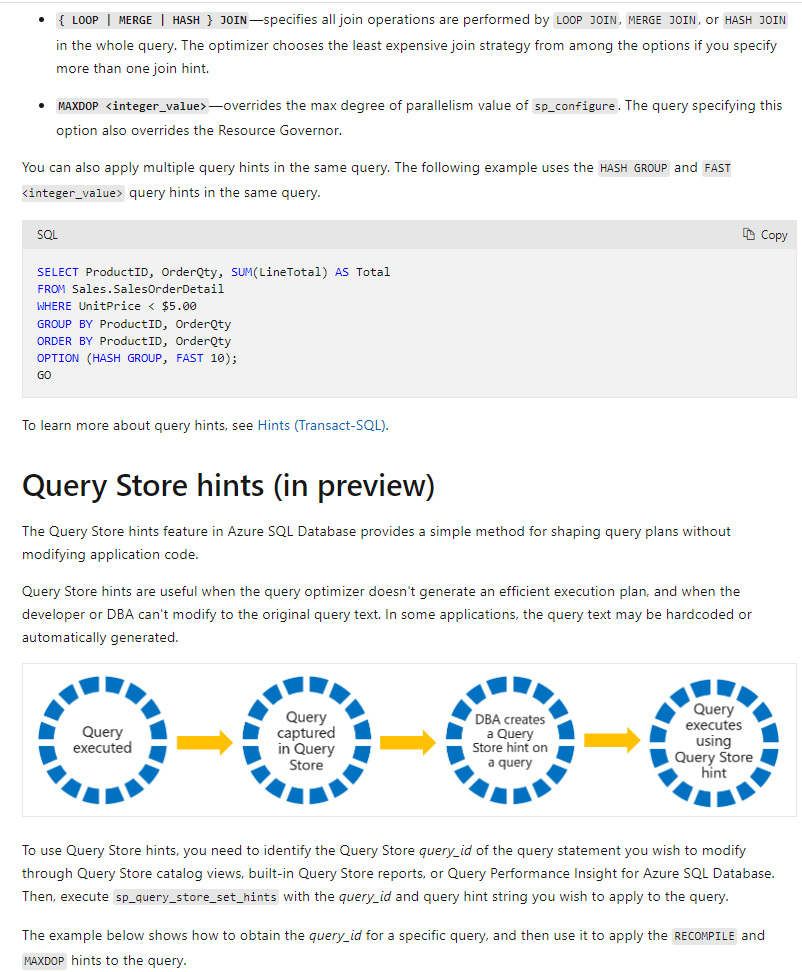 • { LOOP | MERGE | HASH } JOIN—specifies all join operations are performed by LOOP JOIN, MERGE JOIN, or HASH JOIN
in the whole query. The optimizer chooses the least expensive join strategy from among the options if you specify
more than one join hint.
• MAXDOP <integer_value>—overrides the max degree of parallelism value of sp_configure. The query specifying this
option also overrides the Resource Governor.
You can also apply multiple query hints in the same query. The following example uses the HASH GROUP and FAST
<integer_value> query hints in the same query.
SQL Copy
SELECT ProductID, OrderQty, SUM(LineTotal) AS Total
FROM Sales.SalesOrderDetail
WHERE UnitPrice < $5.00
GROUP BY ProductID, OrderQty
ORDER BY ProductID, OrderQty
OPTION (HASH GROUP, FAST 10);
GO
To learn more about query hints, see Hints (Transact-SQL).
Query Store hints (in preview)
The Query Store hints feature in Azure SQL Database provides a simple method for shaping query plans without
modifying application code.
Query Store hints are useful when the query optimizer doesn't generate an efficient execution plan, and when the
developer or DBA can't modify to the original query text. In some applications, the query text may be hardcoded or
automatically generated.
Query
executed
Query
captured
in Query
Store
DBA creates
a Query
Store hint on
a query
Query
executes
using
Query Store
hint
To use Query Store hints, you need to identify the Query Store query_id of the query statement you wish to modify
through Query Store catalog views, built-in Query Store reports, or Query Performance Insight for Azure SQL Database.
Then, execute sp_query_store_set_hints with the query_id and query hint string you wish to apply to the query.
The example below shows how to obtain the query_id for a specific query, and then use it to apply the RECOMPILE and
MAXDOP hints to the query.